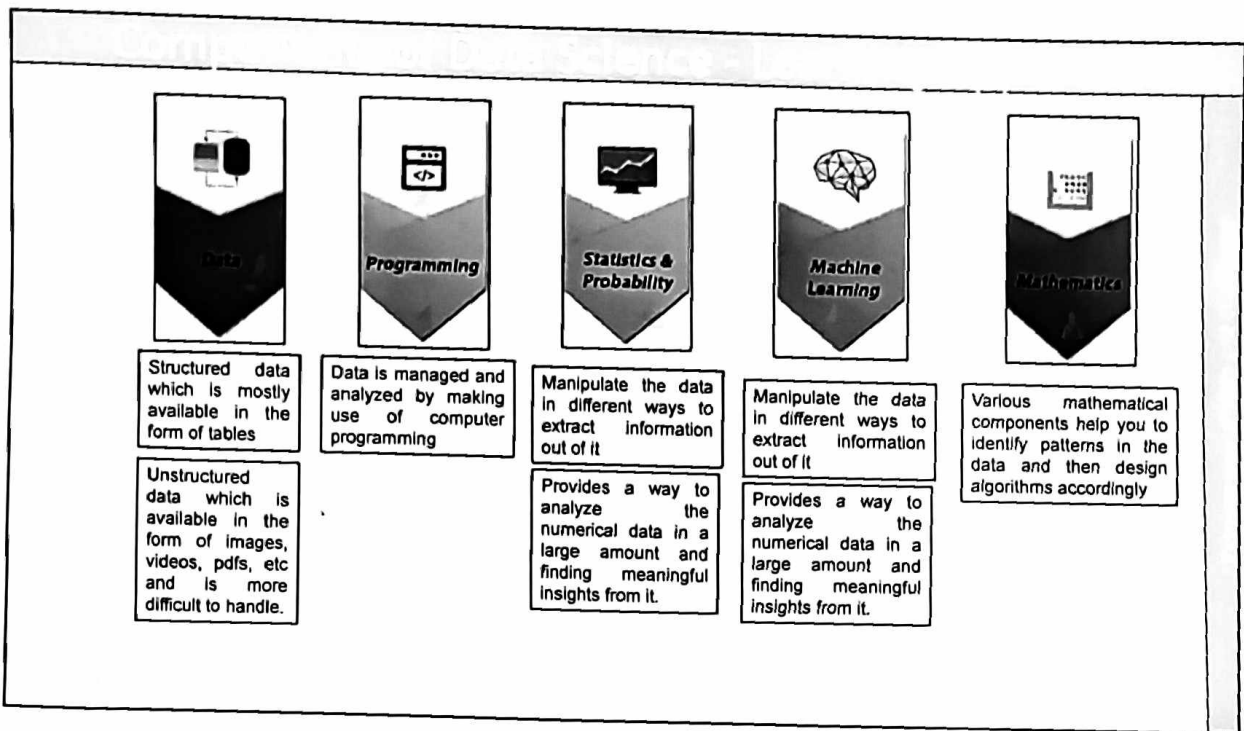 Data Science -
Data
Programming
Statistics &
Probability
Machine
Learning
Mathematics
Structured data
which is mostly
available in the
form of tables
Unstructured
data which is
available in the
form of images,
videos, pdfs, etc
and is more
difficult to handle.
Data is managed and
analyzed by making
use of computer
programming
Manipulate the data
in different ways to
extract information
out of it
Provides a way to
analyze the
numerical data in a
large amount and
finding meaningful
insights from it.
Manipulate the data
in different ways to
extract information
out of it
Provides a way to
analyze the
numerical data in a
large amount and
finding meaningful
insights from it.
Various mathematical
components help you to
identify patterns in the
data and then design
algorithms accordingly